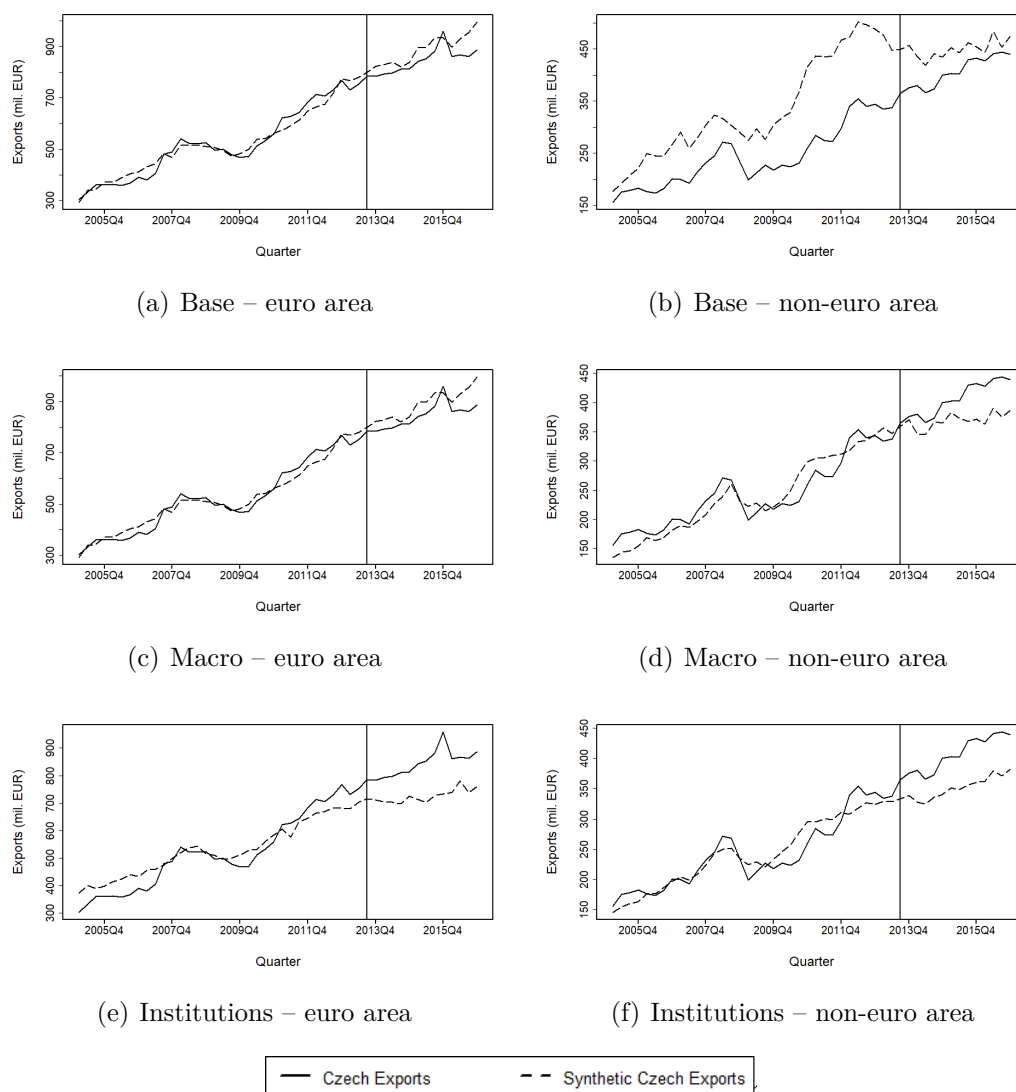 Exports (mil. EUR)
900
700
500
300
2005Q4 2007Q4 2009Q4 2011Q4 2013Q4 2015Q4
Quarter
(a) Base – euro area
Exports (mil. EUR)
450
350
250
150
2005Q4 2007Q4 2009Q4 2011Q4 2013Q4 2015Q4
Quarter
(b) Base – non-euro area
Exports (mil. EUR)
900
700
500
300
2005Q4 2007Q4 2009Q4 2011Q4 2013Q4 2015Q4
Quarter
(c) Macro – euro area
Exports (mil. EUR)
450
400
350
300
250
200
150
2005Q4 2007Q4 2009Q4 2011Q4 2013Q4 2015Q4
Quarter
(d) Macro – non-euro area
Exports (mil. EUR)
900
800
700
600
500
400
300
2005Q4 2007Q4 2009Q4 2011Q4 2013Q4 2015Q4
Quarter
(e) Institutions – euro area
Exports (mil. EUR)
450
400
350
300
250
200
150
2005Q4 2007Q4 2009Q4 2011Q4 2013Q4 2015Q4
Quarter
(f) Institutions – non-euro area
Czech Exports Synthetic Czech Exports